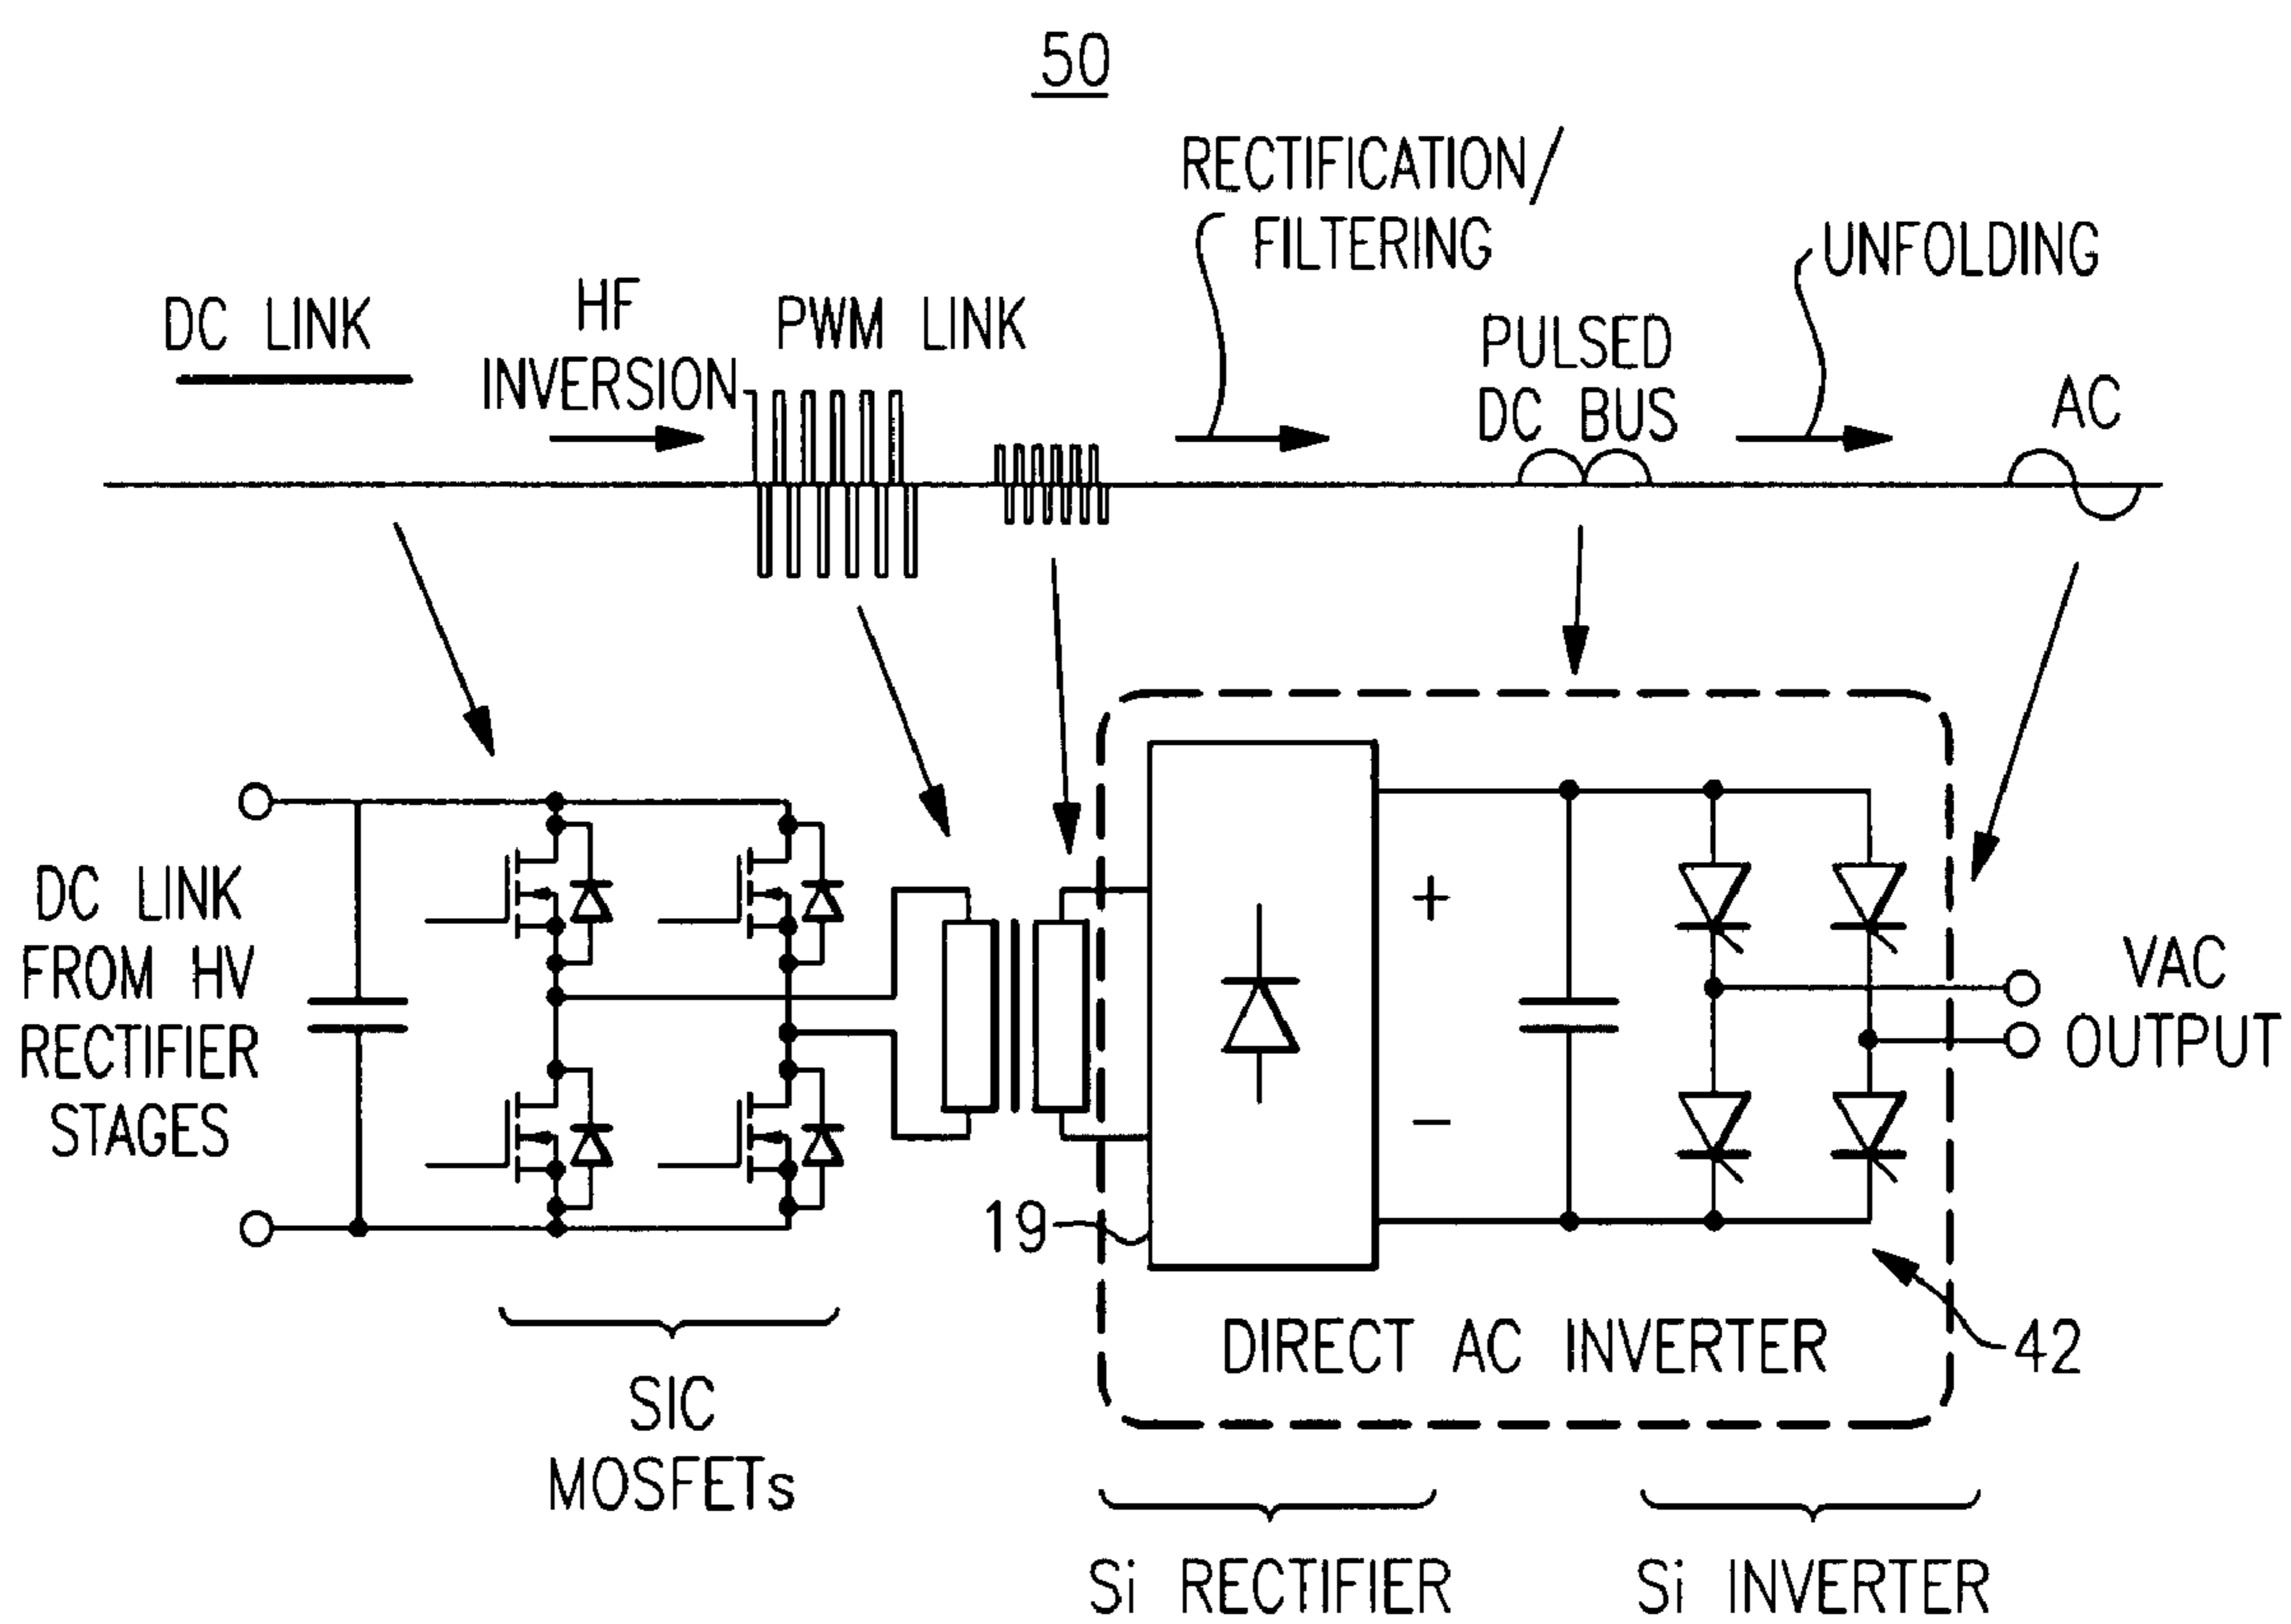 50
RECTIFICATION/
FILTERING
UNFOLDING
DC LINK
HF
INVERSION
PWM LINK
PULSED
DC BUS
AC
DC LINK
FROM HV
RECTIFIER
STAGES
+
−
VAC
OUTPUT
19
DIRECT AC INVERTER
42
SIC
MOSFETs
Si RECTIFIER
Si INVERTER